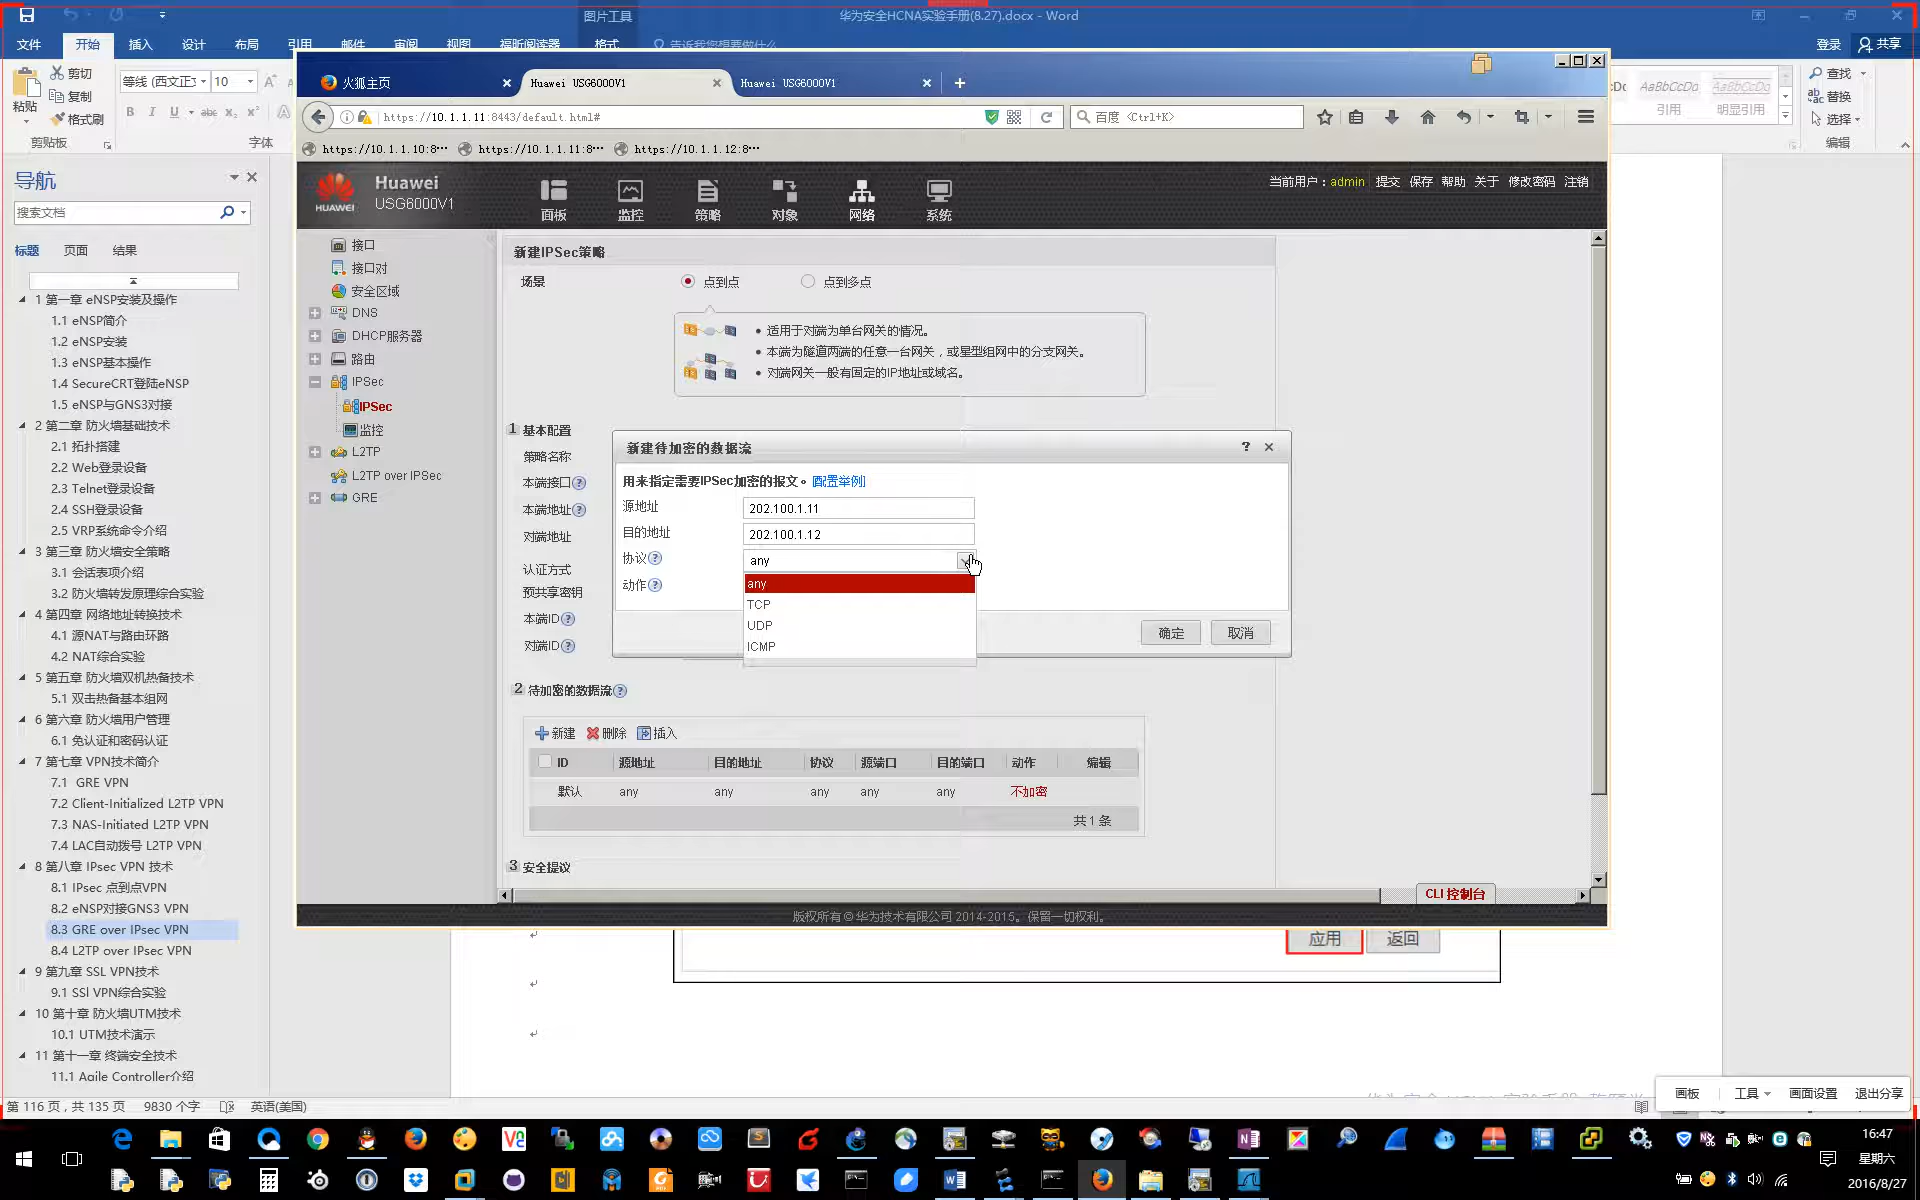 图片工具
华为安全HCNA实验手册(8.27).docx - Word
文件 开始 插入 设计 布局 引用 邮件 审阅 视图 福昕阅读器 格式 告诉我您想要做什么...
登录 共享
剪切
粘贴 复制
格式刷
剪贴板
等线 (西文正文 10
B I U abc X₂ X²
字体
AaBbCcDc AaBbCcDc
引用 明显引用
查找
替换
选择
编辑
导航
搜索文档
标题 页面 结果
1 第一章 eNSP安装及操作
1.1 eNSP简介
1.2 eNSP安装
1.3 eNSP基本操作
1.4 SecureCRT登陆eNSP
1.5 eNSP与GNS3对接
2 第二章 防火墙基础技术
2.1 拓扑搭建
2.2 Web登录设备
2.3 Telnet登录设备
2.4 SSH登录设备
2.5 VRP系统命令介绍
3 第三章 防火墙安全策略
3.1 会话表项介绍
3.2 防火墙转发原理综合实验
4 第四章 网络地址转换技术
4.1 源NAT与路由环路
4.2 NAT综合实验
5 第五章 防火墙双机热备技术
5.1 双击热备基本组网
6 第六章 防火墙用户管理
6.1 免认证和密码认证
7 第七章 VPN技术简介
7.1 GRE VPN
7.2 Client-Initialized L2TP VPN
7.3 NAS-Initiated L2TP VPN
7.4 LAC自动拨号 L2TP VPN
8 第八章 IPsec VPN 技术
8.1 IPsec 点到点VPN
8.2 eNSP对接GNS3 VPN
8.3 GRE over IPsec VPN
8.4 L2TP over IPsec VPN
9 第九章 SSL VPN技术
9.1 SSl VPN综合实验
10 第十章 防火墙UTM技术
10.1 UTM技术演示
11 第十一章 终端安全技术
11.1 Agile Controller介绍
火狐主页 Huawei USG6000V1 Huawei USG6000V1
https://10.1.1.11:8443/default.html#
百度 <Ctrl+K>
https://10.1.1.10:8··· https://10.1.1.11:8··· https://10.1.1.12:8···
HUAWEI
Huawei
USG6000V1
面板 监控 策略 对象 网络 系统
当前用户：admin 提交 保存 帮助 关于 修改密码 注销
接口
接口对
安全区域
DNS
DHCP服务器
路由
IPSec
IPSec
监控
L2TP
L2TP over IPSec
GRE
新建IPSec策略
场景 点到点 点到多点
• 适用于对端为单台网关的情况。
• 本端为隧道两端的任意一台网关，或星型组网中的分支网关。
• 对端网关一般有固定的IP地址或域名。
1 基本配置
策略名称
本端接口
本端地址
对端地址
认证方式
预共享密钥
本端ID
对端ID
新建待加密的数据流 ?
用来指定需要IPSec加密的报文。[配置举例]
源地址 202.100.1.11
目的地址 202.100.1.12
协议 any
动作
any
TCP
UDP
ICMP
确定 取消
2 待加密的数据流
新建 删除 插入
ID 源地址 目的地址 协议 源端口 目的端口 动作 编辑
默认 any any any any any 不加密
共 1 条
3 安全提议
CLI 控制台
版权所有 © 华为技术有限公司 2014-2015。保留一切权利。
应用 返回
画板 工具 画面设置 退出分享
第 116 页，共 135 页 9830 个字 英语(美国)
16:47
星期六
2016/8/27